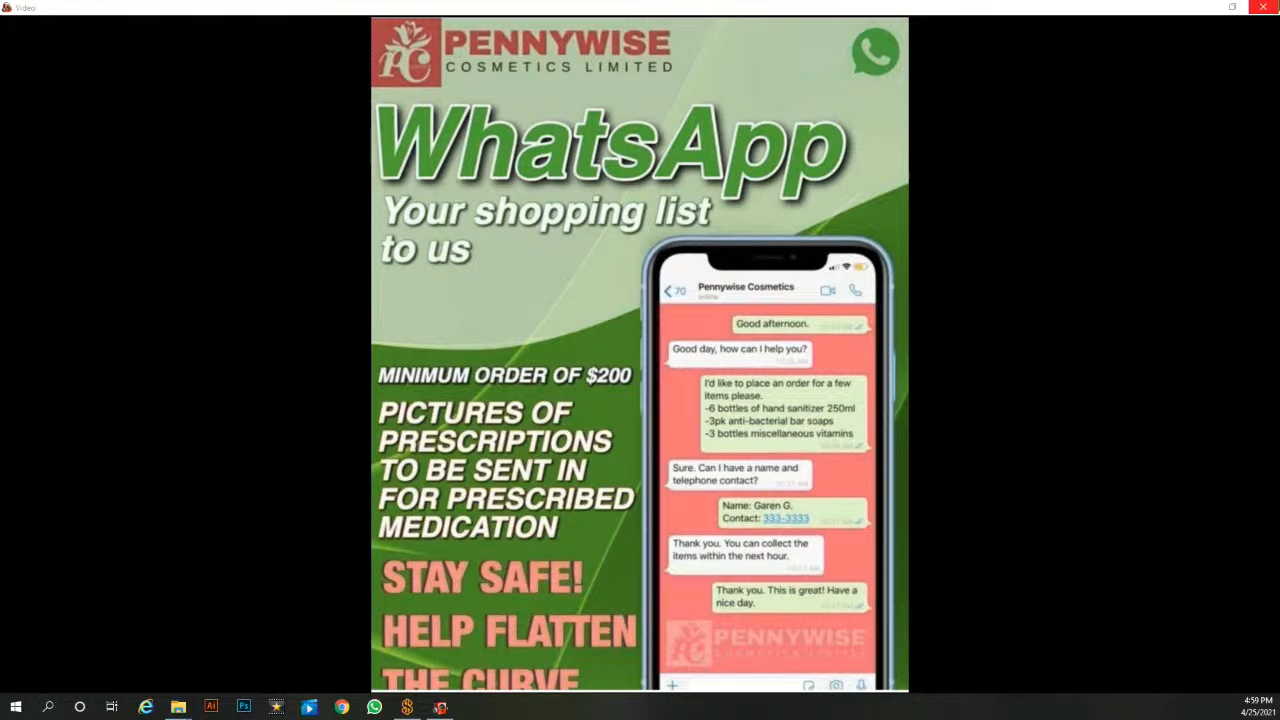 Video
PENNYWISE
COSMETICS LIMITED
WhatsApp
Your shopping list
to us
MINIMUM ORDER OF $200
PICTURES OF
PRESCRIPTIONS
TO BE SENT IN
FOR PRESCRIBED
MEDICATION
STAY SAFE!
HELP FLATTEN
THE CURVE
70
Pennywise Cosmetics
online
Good afternoon.
Good day, how can I help you?
I'd like to place an order for a few
items please.
-6 bottles of hand sanitizer 250ml
-3pk anti-bacterial bar soaps
-3 bottles miscellaneous vitamins
Sure. Can I have a name and
telephone contact?
Name: Garen G.
Contact: 333-3333
Thank you. You can collect the
items within the next hour.
Thank you. This is great! Have a
nice day.
PENNYWISE
COSMETICS LIMITED
4:59 PM
4/25/2021